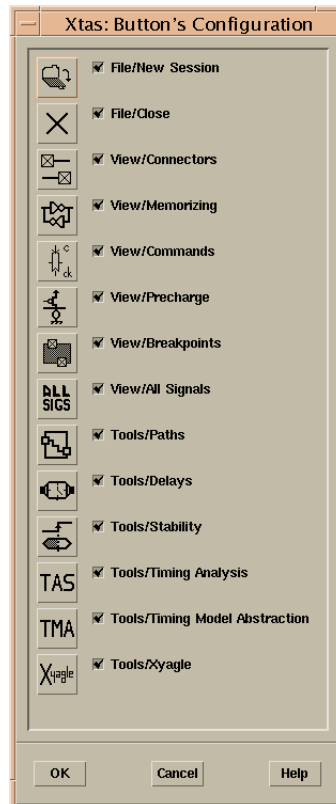 Xtas: Button's Configuration
File/New Session
File/Close
View/Connectors
View/Memorizing
C
ck
View/Commands
View/Precharge
View/Breakpoints
ALL
SIGS
View/All Signals
Tools/Paths
Tools/Delays
Tools/Stability
TAS Tools/Timing Analysis
TMA Tools/Timing Model Abstraction
Xyagle Tools/Xyagle
OK Cancel Help